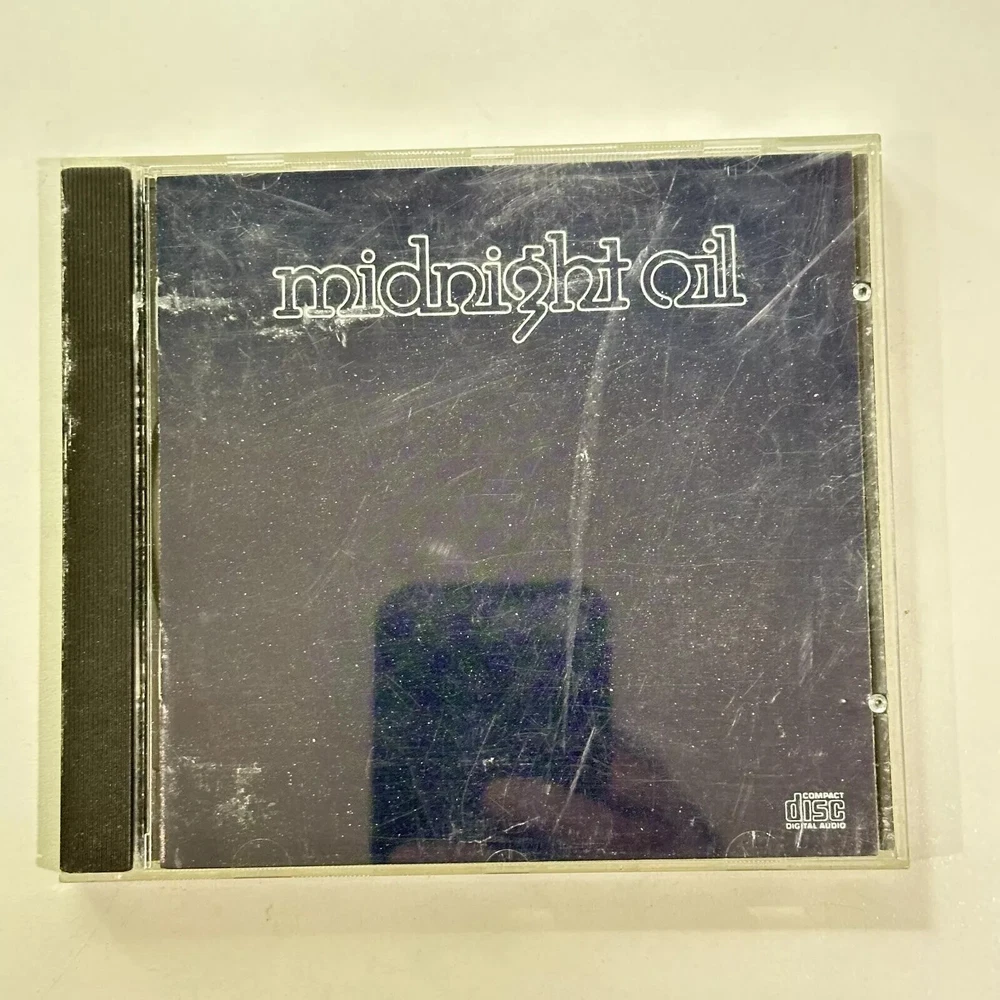 midnight oil
COMPACT
disc
DIGITAL AUDIO